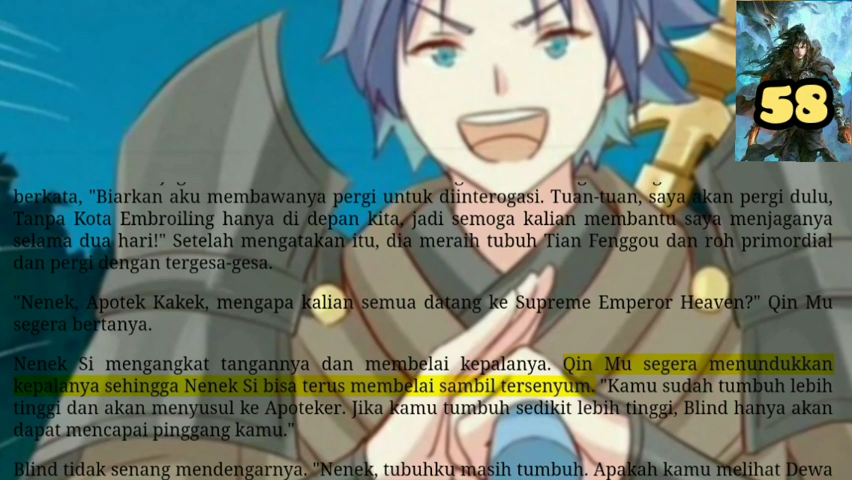 58
berkata, "Biarkan aku membawanya pergi untuk diinterogasi. Tuan-tuan, saya akan pergi dulu,
Tanpa Kota Embroiling hanya di depan kita, jadi semoga kalian membantu saya menjaganya
selama dua hari!" Setelah mengatakan itu, dia meraih tubuh Tian Fenggou dan roh primordial
dan pergi dengan tergesa-gesa.
"Nenek, Apotek Kakek, mengapa kalian semua datang ke Supreme Emperor Heaven?" Qin Mu
segera bertanya.
Nenek Si mengangkat tangannya dan membelai kepalanya. Qin Mu segera menundukkan
kepalanya sehingga Nenek Si bisa terus membelai sambil tersenyum. "Kamu sudah tumbuh lebih
tinggi dan akan menyusul ke Apoteker. Jika kamu tumbuh sedikit lebih tinggi, Blind hanya akan
dapat mencapai pinggang kamu."
Blind tidak senang mendengarnya. "Nenek, tubuhku masih tumbuh. Apakah kamu melihat Dewa